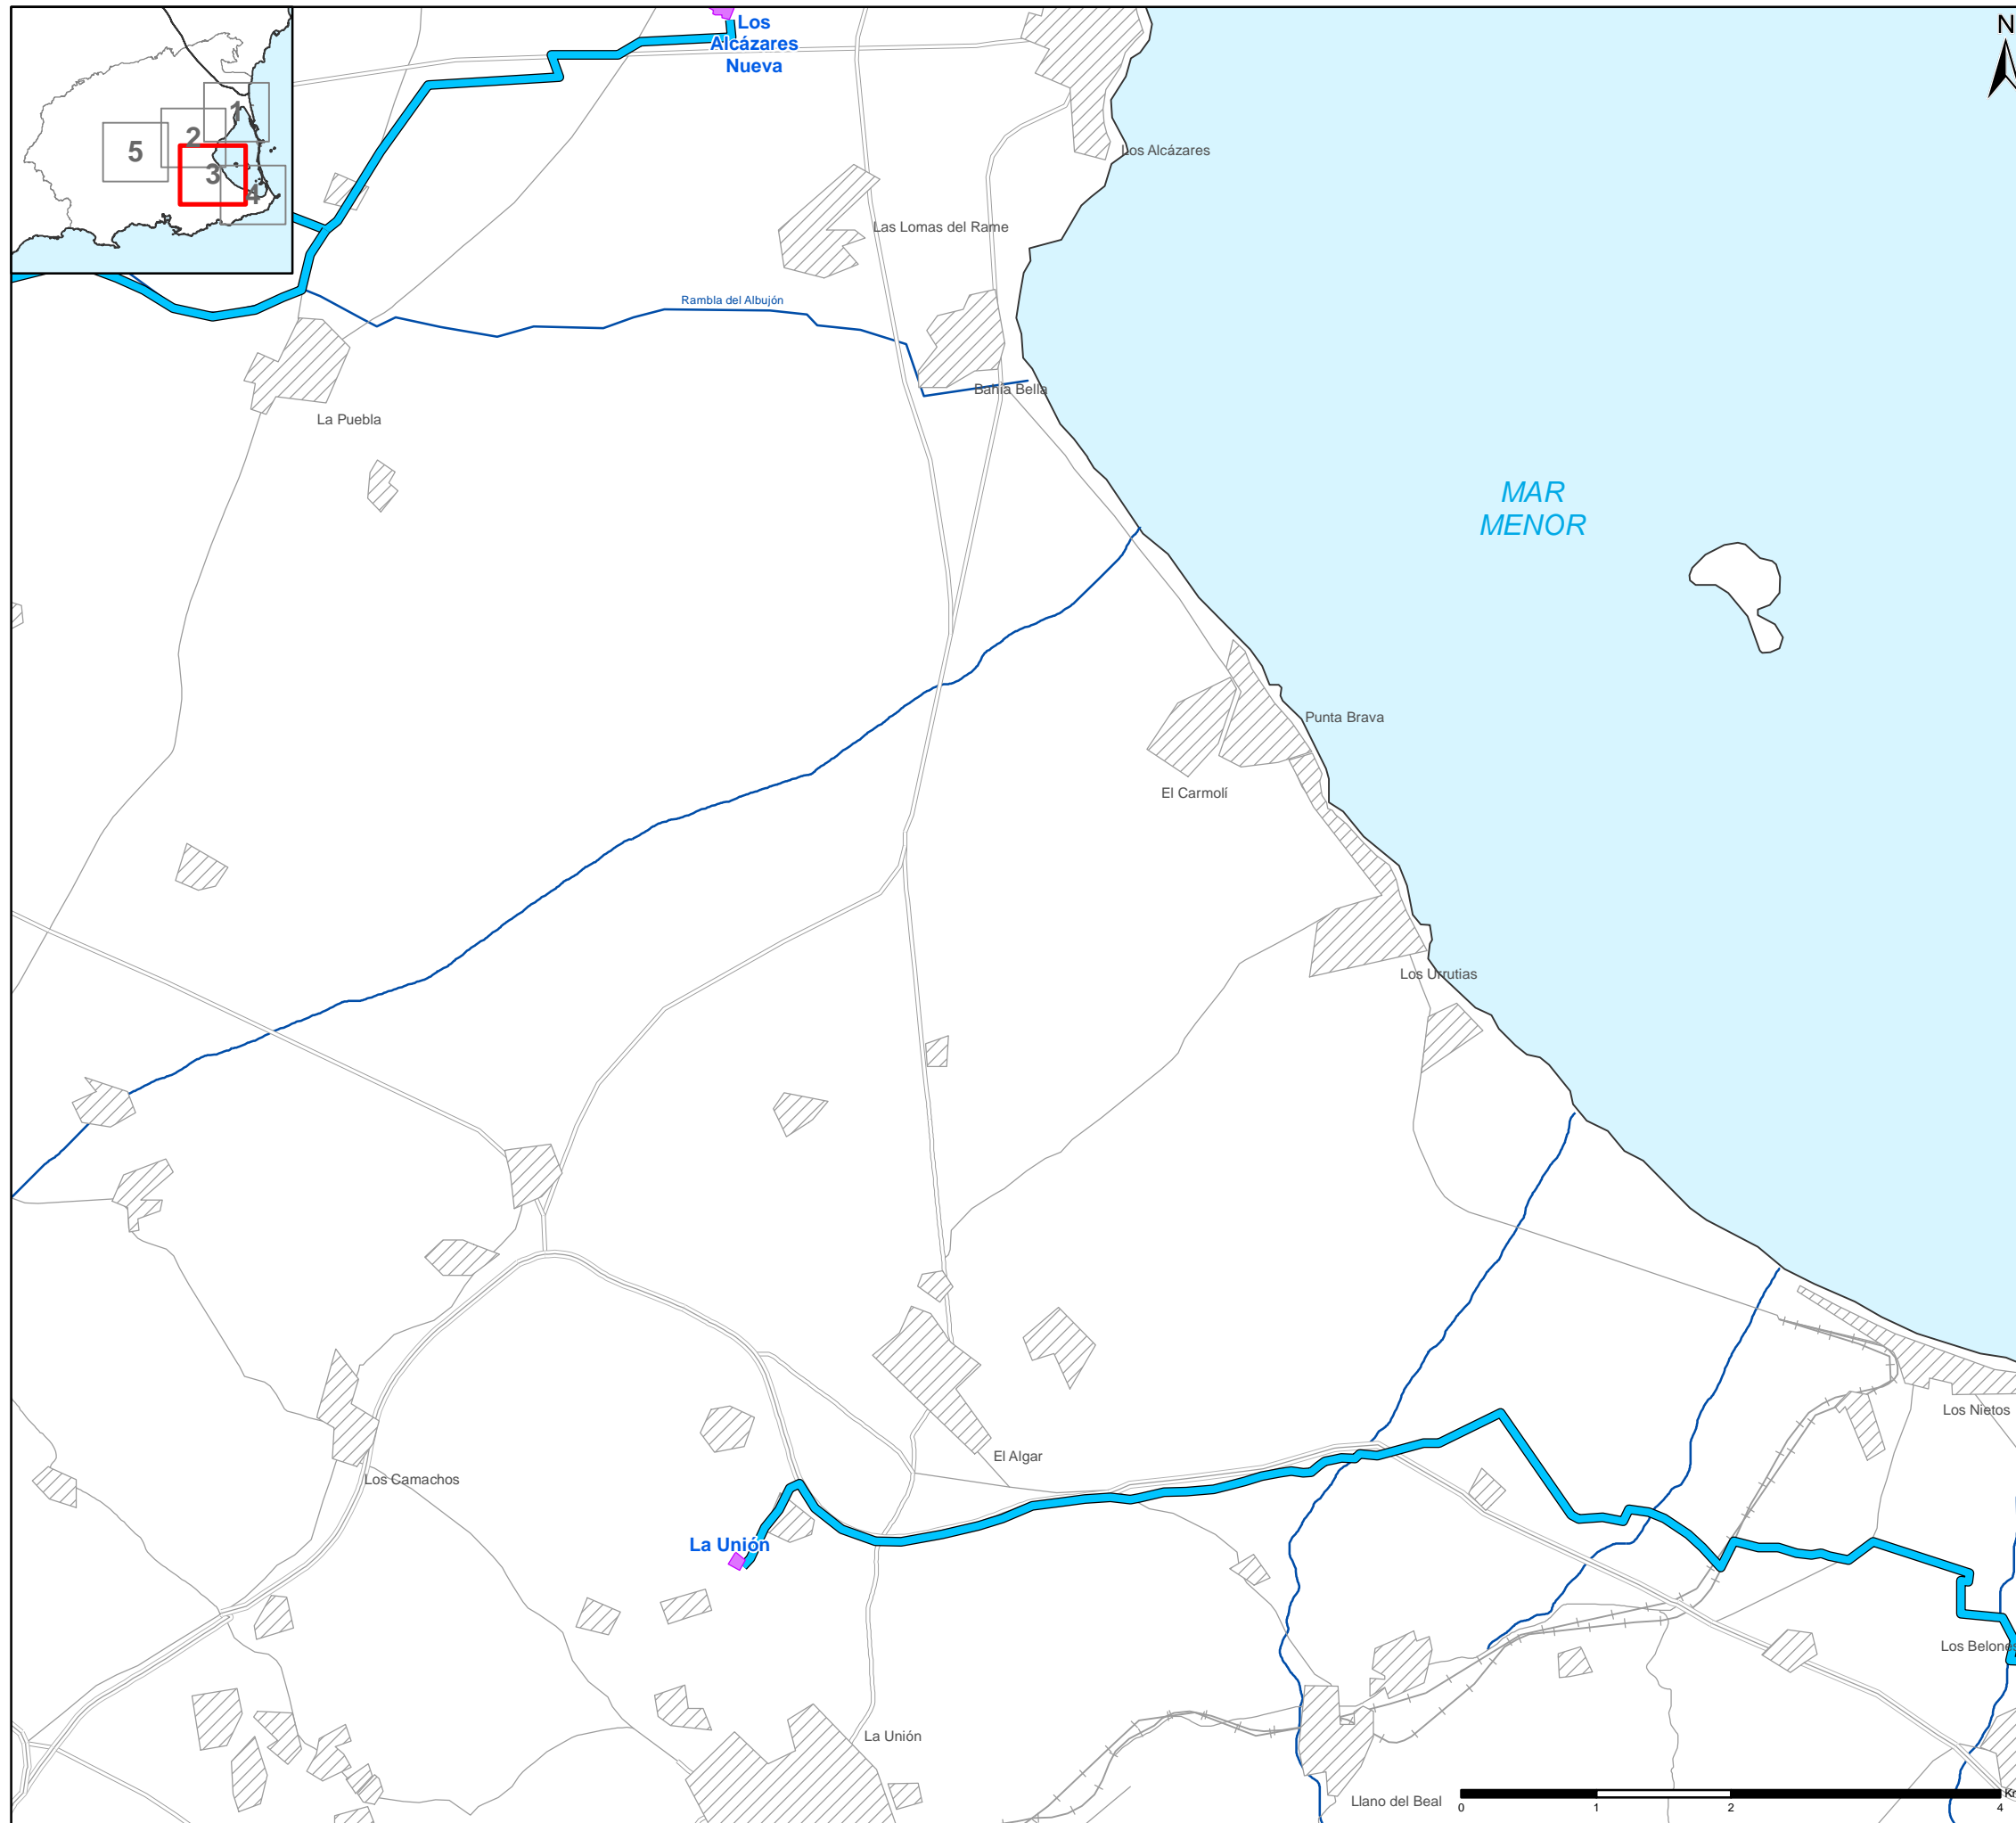 N
Los
Alcázares
Nueva
1
2
5
3
4
Los Alcázares
Las Lomas del Rame
Rambla del Albujón
Bahía Bella
La Puebla
MAR
MENOR
Punta Brava
El Carmolí
Los Urrutias
Los Nietos
El Algar
Los Camachos
La Unión
Los Belones
La Unión
Llano del Beal
0
1
2
4
Km